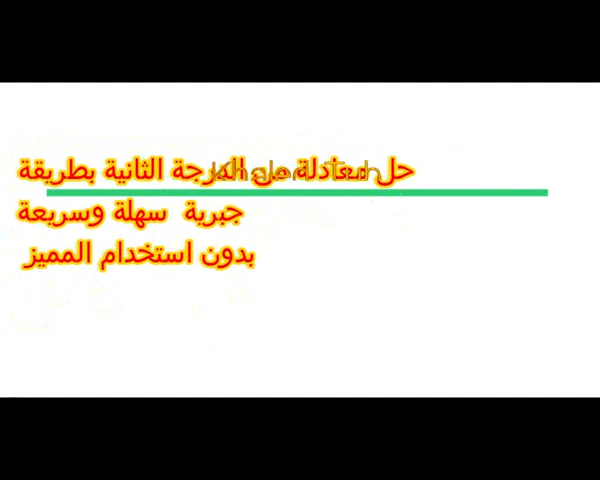 حل معادلة من الدرجة الثانية بطريقة
جبرية سهلة وسريعة
بدون استخدام المميز